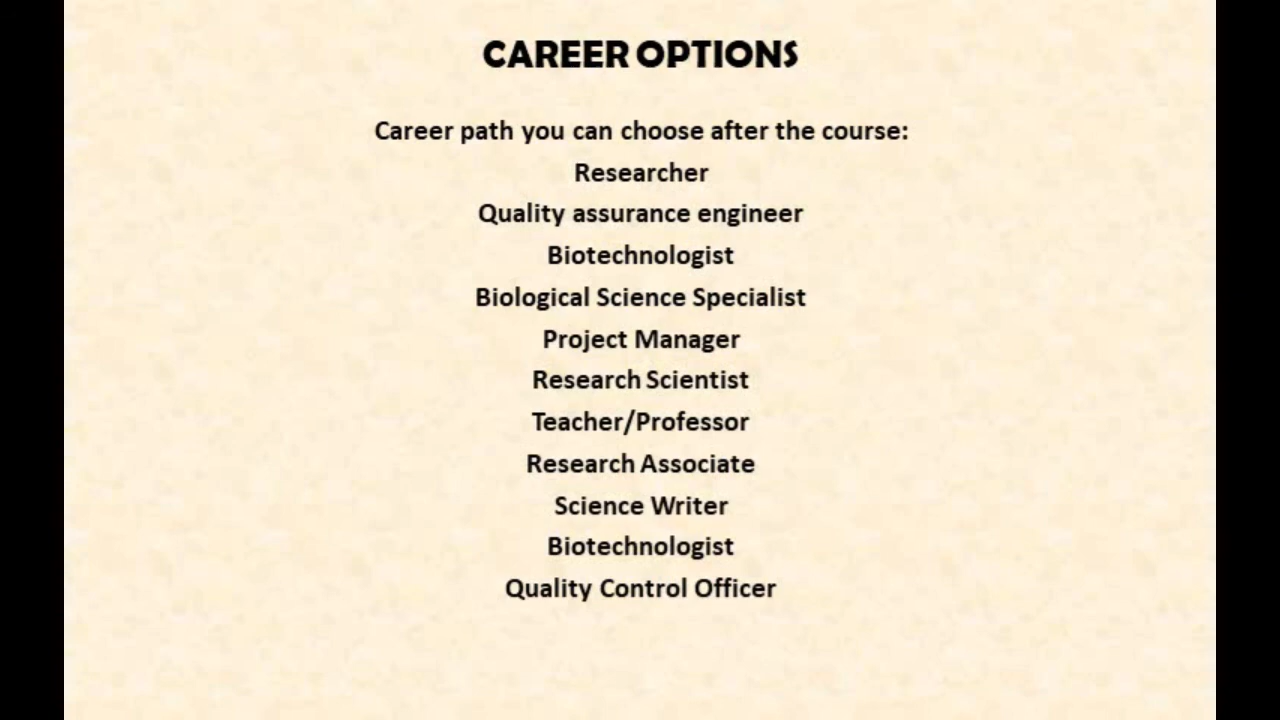 CAREER OPTIONS
Career path you can choose after the course:
Researcher
Quality assurance engineer
Biotechnologist
Biological Science Specialist
Project Manager
Research Scientist
Teacher/Professor
Research Associate
Science Writer
Biotechnologist
Quality Control Officer